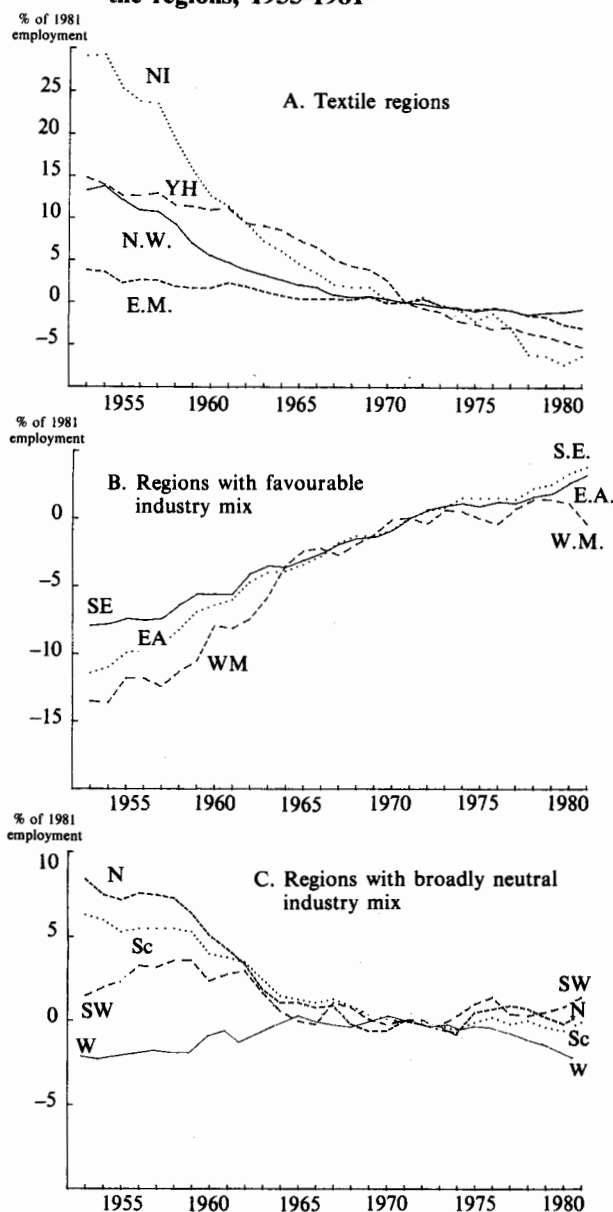 the regions, 1953-1981
% of 1981
employment
25
20
15
10
5
0
-5
NI
YH
N.W.
E.M.
A. Textile regions
1955 1960 1965 1970 1975 1980
% of 1981
employment
0
-5
-10
-15
B. Regions with favourable
industry mix
S.E.
E.A.
W.M.
SE
EA
WM
1955 1960 1965 1970 1975 1980
% of 1981
employment
10
5
0
-5
C. Regions with broadly neutral
industry mix
N
Sc
SW
W
SW
N
Sc
W
1955 1960 1965 1970 1975 1980